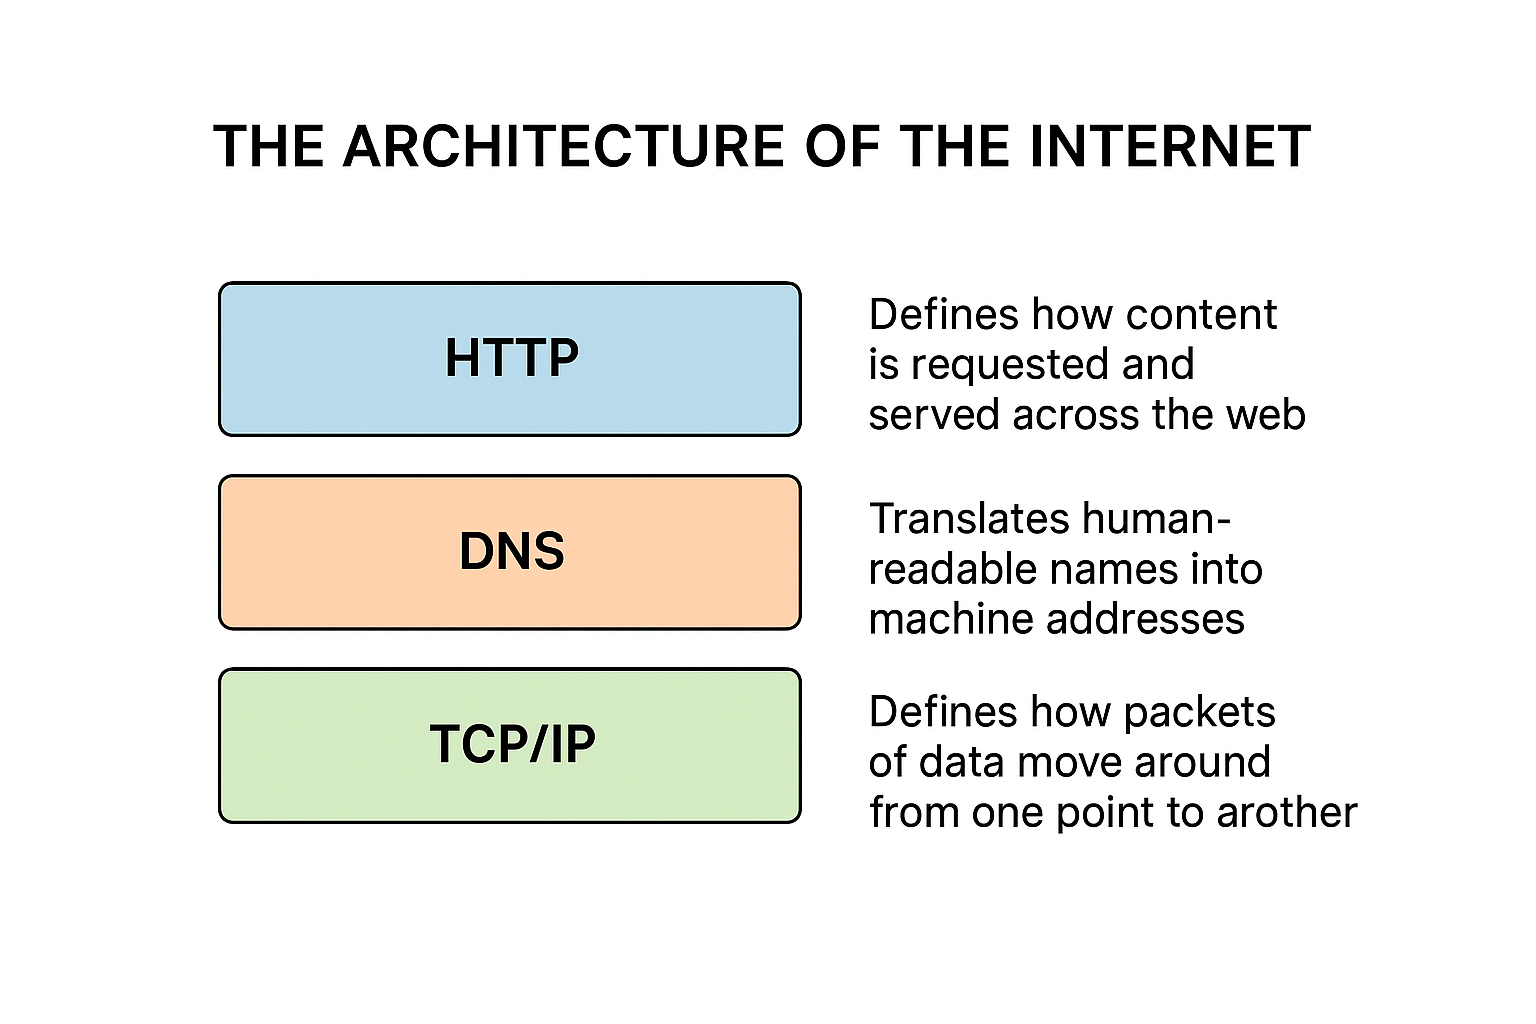 THE ARCHITECTURE OF THE INTERNET
HTTP
Defines how content
is requested and
served across the web
DNS
Translates human-
readable names into
machine addresses
TCP/IP
Defines how packets
of data move around
from one point to arother